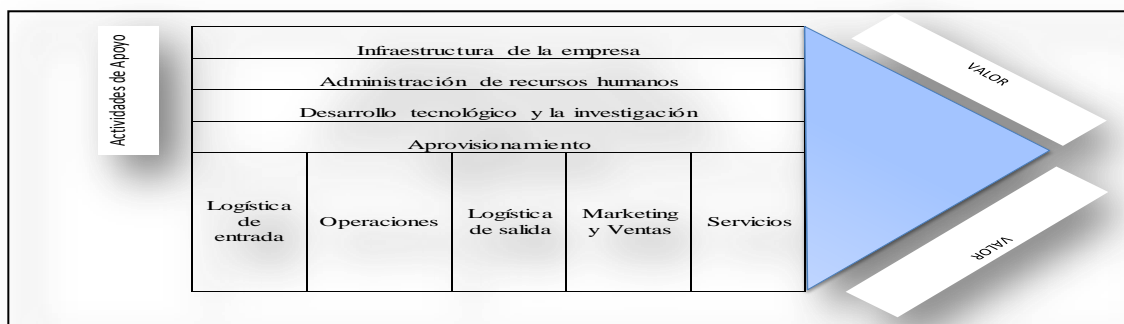 Actividades de Apoyo
Infraestructura de la empresa
Administración de recursos humanos
Desarrollo tecnológico y la investigación
Aprovisionamiento
Logística
de
entrada
Operaciones
Logística
de salida
Marketing
y Ventas
Servicios
VALOR
VALOR